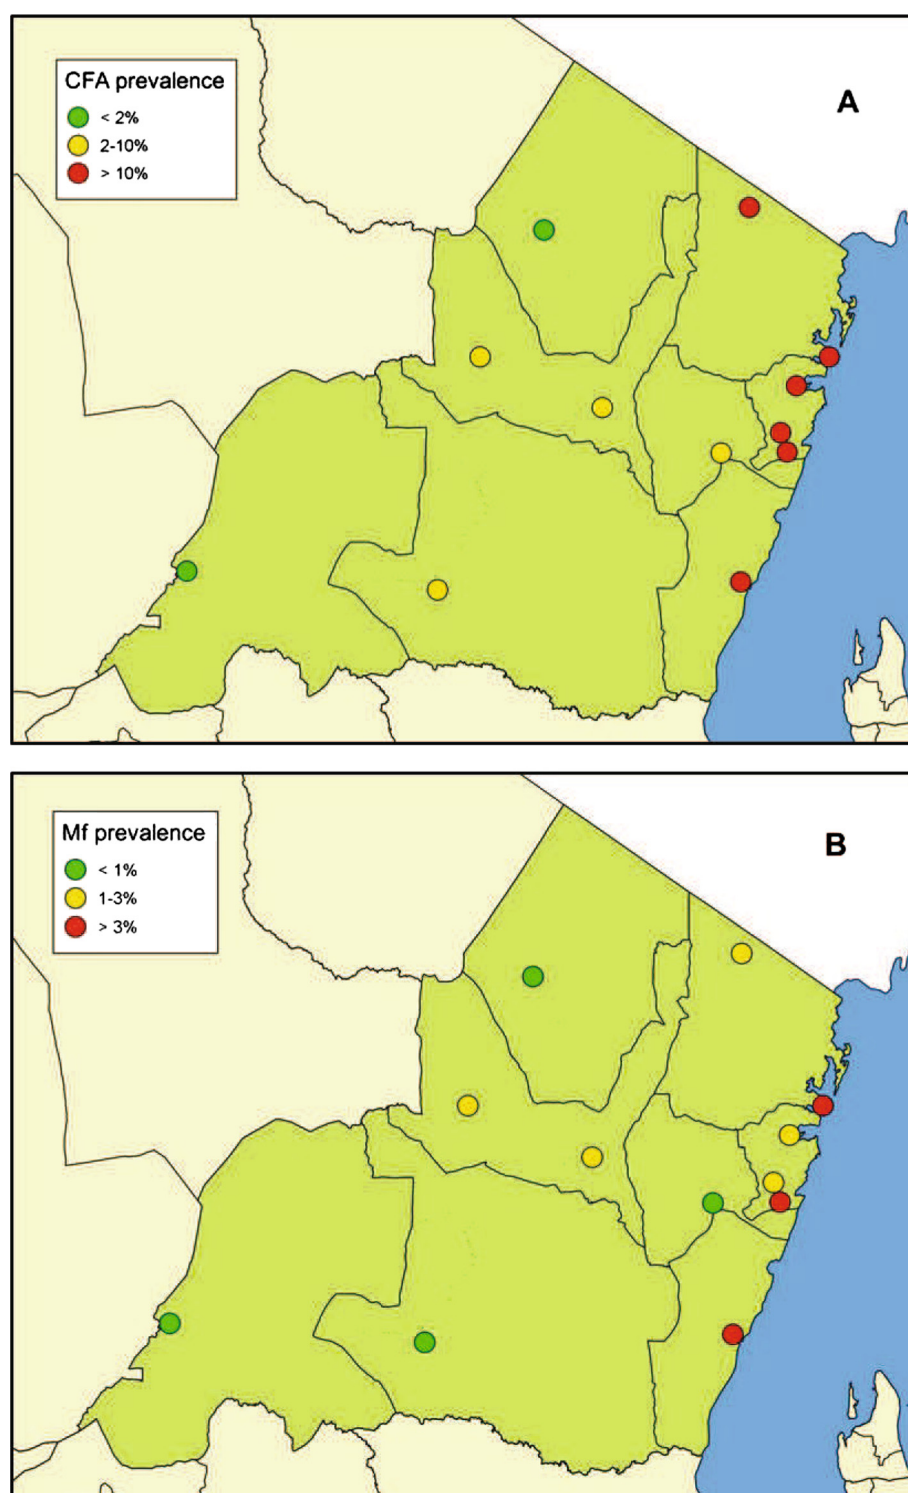 CFA prevalence
< 2%
2-10%
> 10%
A
Mf prevalence
< 1%
1-3%
> 3%
B